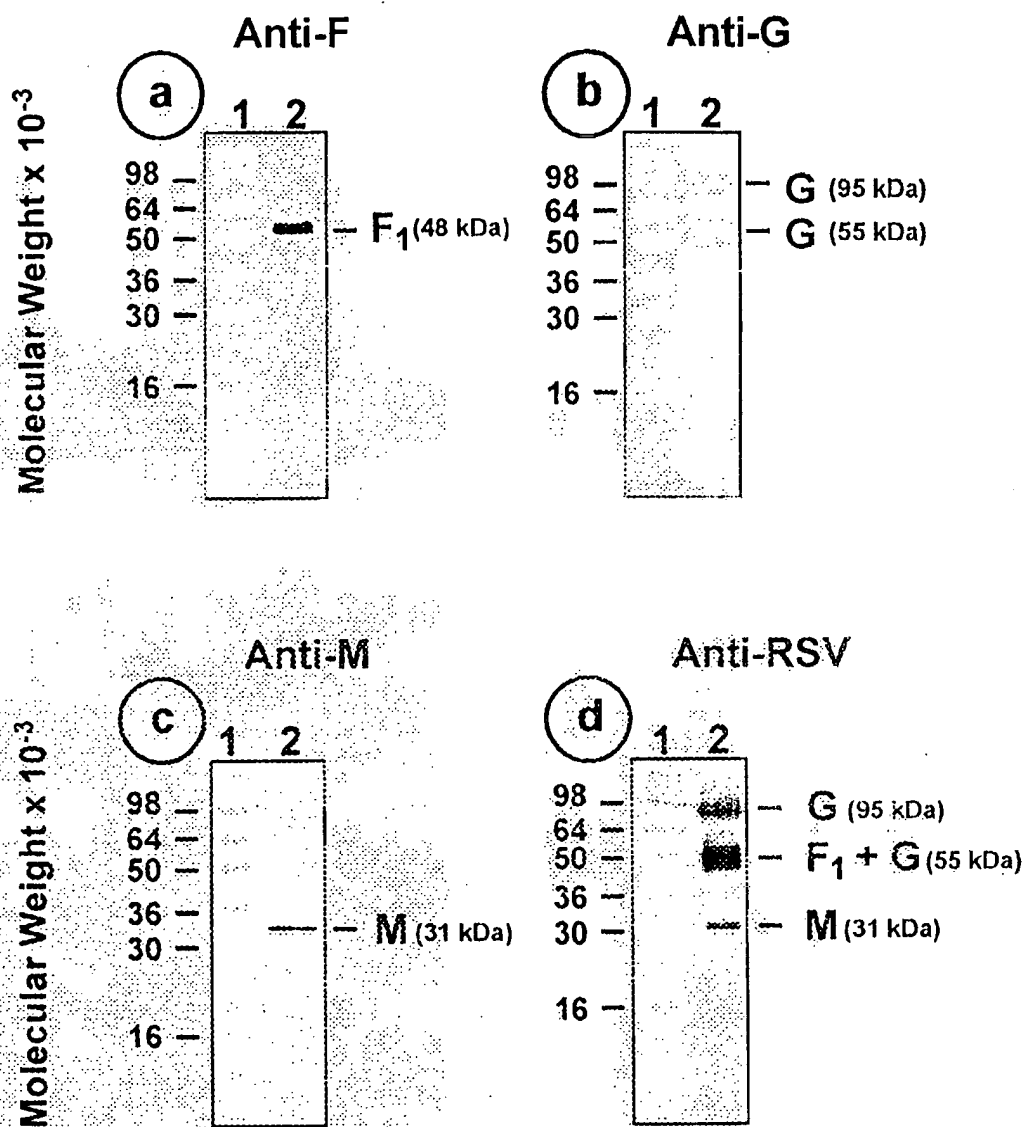 Anti-F
a
1 2
Molecular Weight x 10-3
98
64
50
36
30
16
F1 (48 kDa)
Anti-G
b
1 2
98
64
50
36
30
16
G (95 kDa)
G (55 kDa)
Anti-M
c
1 2
Molecular Weight x 10-3
98
64
50
36
30
16
M (31 kDa)
Anti-RSV
d
1 2
98
64
50
36
30
16
G (95 kDa)
F1 + G (55 kDa)
M (31 kDa)